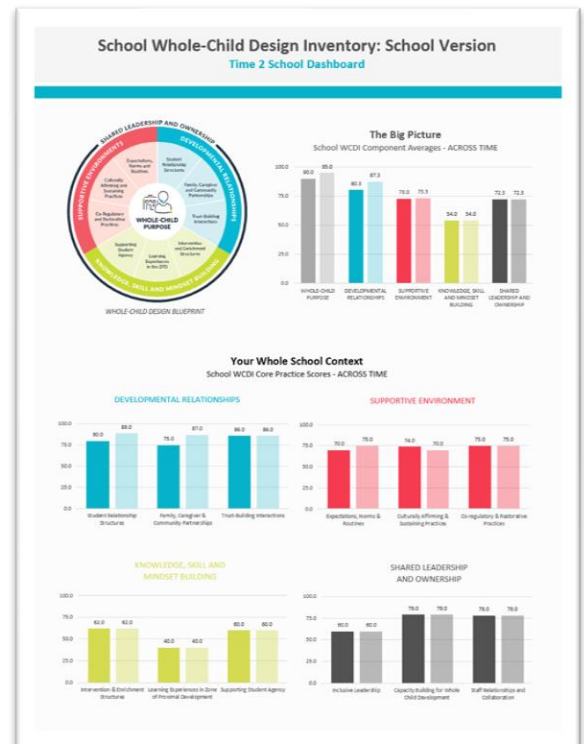 School Whole-Child Design Inventory: School Version
Time 2 School Dashboard
SHARED LEADERSHIP AND OWNERSHIP
SUPPORTIVE ENVIRONMENTS
DEVELOPMENTAL RELATIONSHIPS
KNOWLEDGE, SKILL AND MINDSET BUILDING
Expectations,
Norms and
Routines
Student
Relationship
Structures
Culturally
Affirming and
Sustaining
Practices
Family, Caregiver
and Community
Partnerships
Co-Regulatory
and Restorative
Practices
Trust-Building
Interactions
Supporting
Student
Agency
Learning
Experiences
in the ZPD
Intervention
and Enrichment
Structures
WHOLE-CHILD
PURPOSE
WHOLE-CHILD DESIGN BLUEPRINT
The Big Picture
School WCDI Component Averages - ACROSS TIME
100.0
75.0
50.0
25.0
0.0
90.0
95.0
80.3
87.3
73.0
73.3
54.0
54.0
72.3
72.3
WHOLE-CHILD
PURPOSE
DEVELOPMENTAL
RELATIONSHIPS
SUPPORTIVE
ENVIRONMENT
KNOWLEDGE, SKILL
AND MINDSET
BUILDING
SHARED
LEADERSHIP AND
OWNERSHIP
Your Whole School Context
School WCDI Core Practice Scores - ACROSS TIME
DEVELOPMENTAL RELATIONSHIPS
100.0
75.0
50.0
25.0
0.0
80.0
89.0
75.0
87.0
86.0
86.0
Student Relationship
Structures
Family, Caregiver &
Community Partnerships
Trust-Building Interactions
SUPPORTIVE ENVIRONMENT
100.0
75.0
50.0
25.0
0.0
70.0
75.0
74.0
70.0
75.0
75.0
Expectations, Norms &
Routines
Culturally Affirming &
Sustaining Practices
Co-regulatory & Restorative
Practices
KNOWLEDGE, SKILL AND
MINDSET BUILDING
100.0
75.0
50.0
25.0
0.0
62.0
62.0
40.0
40.0
60.0
60.0
Intervention & Enrichment
Structures
Learning Experiences in Zone
of Proximal Development
Supporting Student Agency
SHARED LEADERSHIP
AND OWNERSHIP
100.0
75.0
50.0
25.0
0.0
60.0
60.0
79.0
79.0
78.0
78.0
Inclusive Leadership
Capacity Building for Whole
Child Development
Staff Relationships and
Collaboration